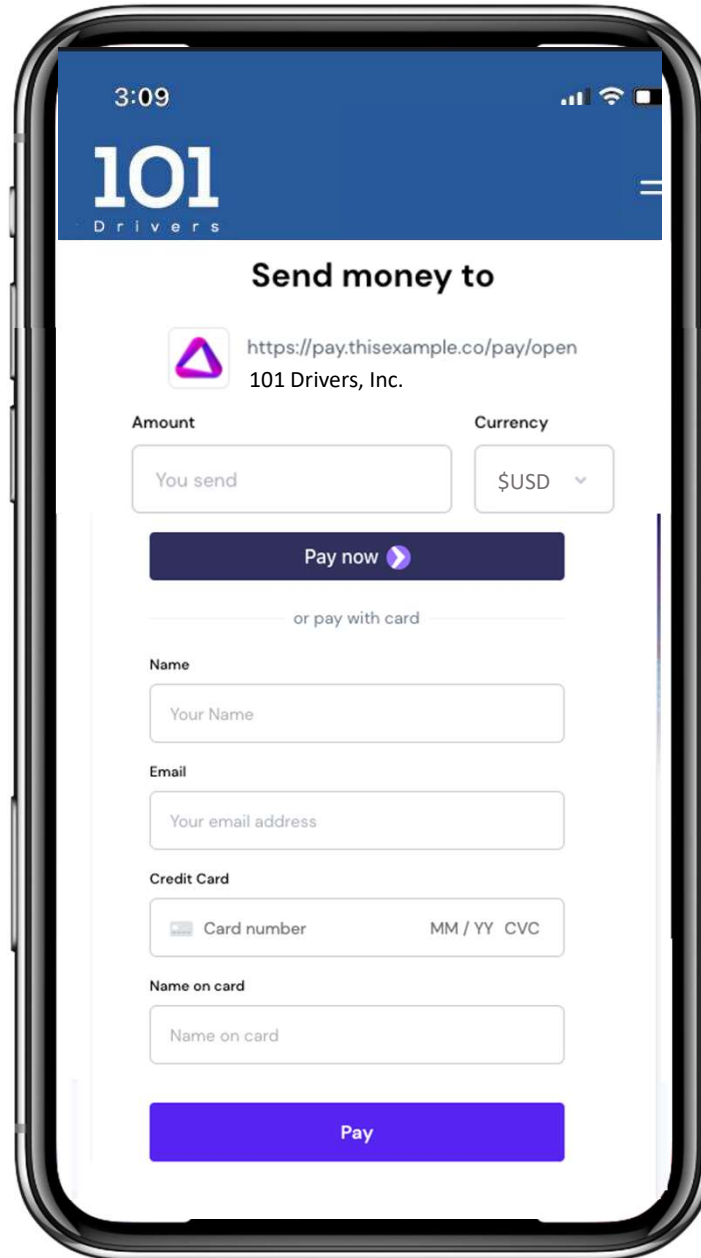 3:09
101
Drivers
Send money to
https://pay.thisexample.co/pay/open
101 Drivers, Inc.
Amount Currency
You send $USD
Pay now
or pay with card
Name
Your Name
Email
Your email address
Credit Card
Card number MM / YY CVC
Name on card
Name on card
Pay